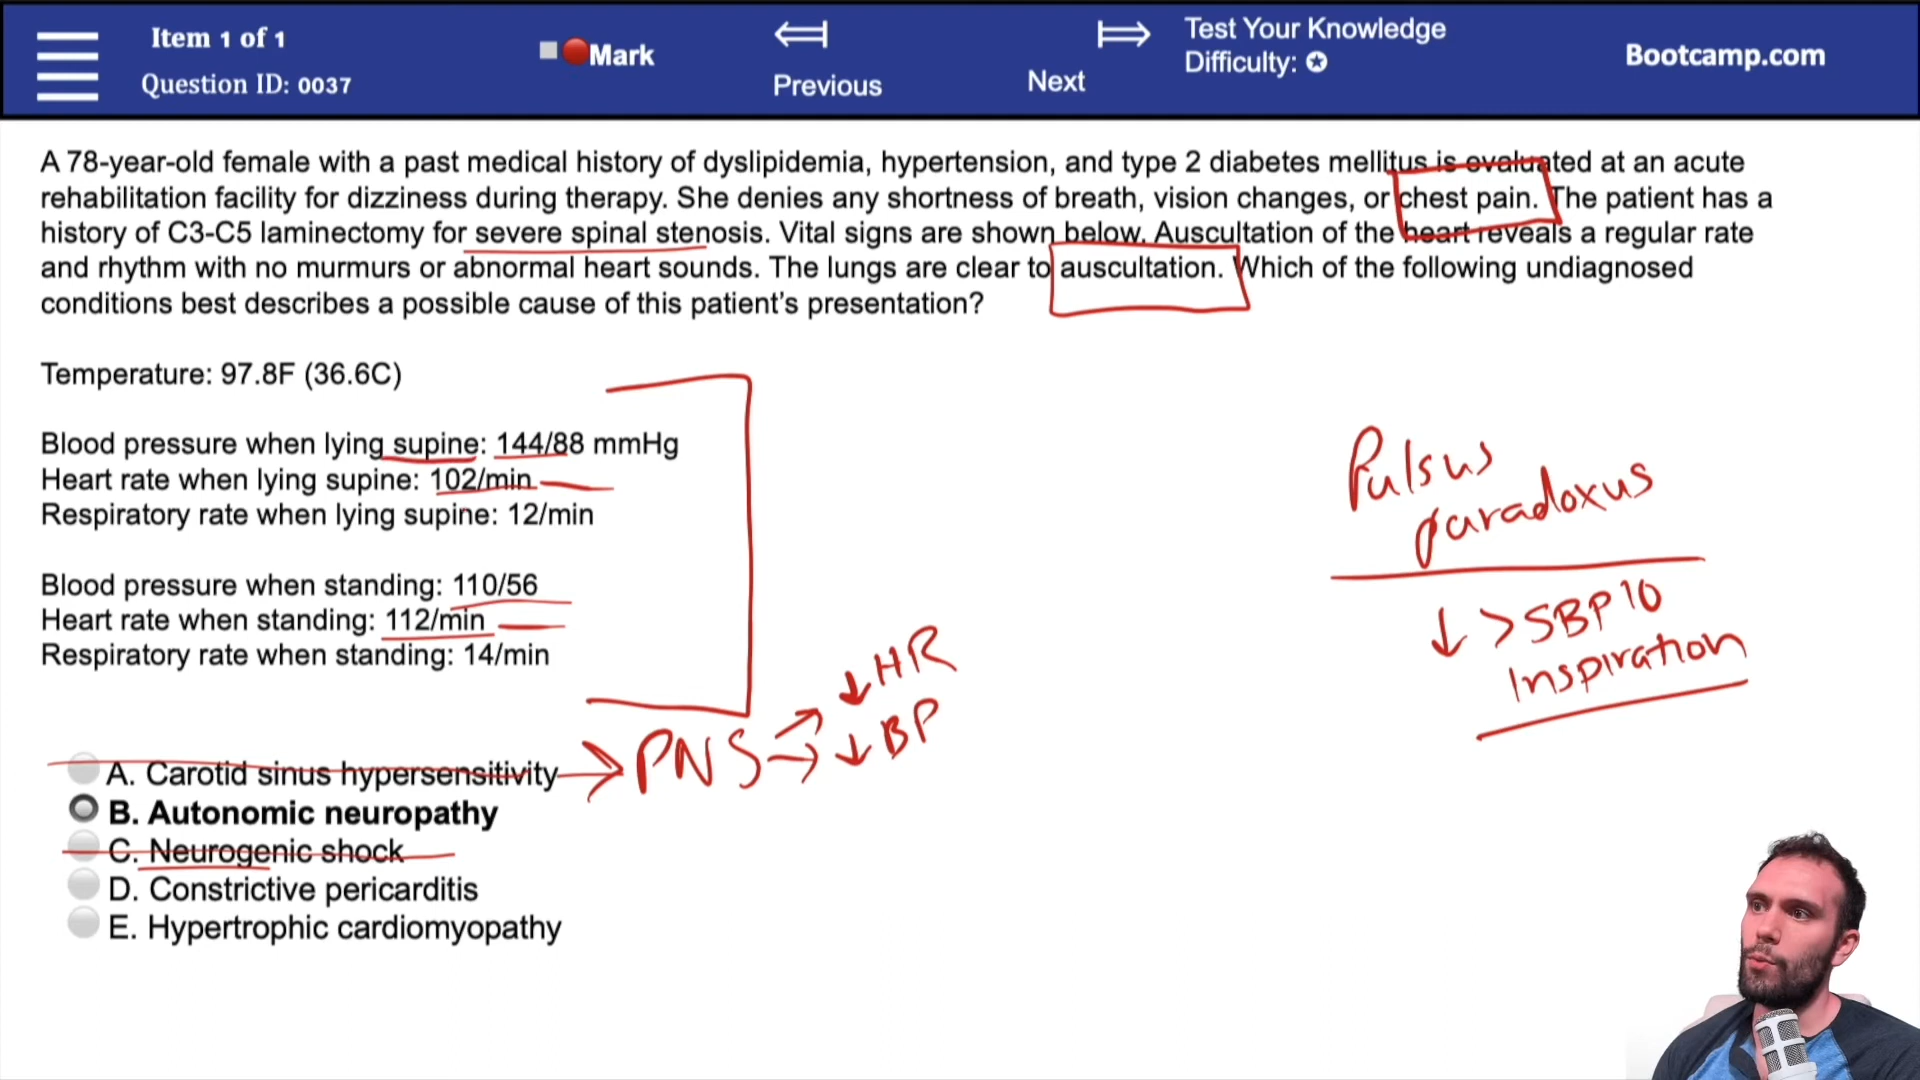 Item 1 of 1
Question ID: 0037
Mark
Previous
Next
Test Your Knowledge
Difficulty:
Bootcamp.com
A 78-year-old female with a past medical history of dyslipidemia, hypertension, and type 2 diabetes mellitus is evaluated at an acute
rehabilitation facility for dizziness during therapy. She denies any shortness of breath, vision changes, or chest pain. The patient has a
history of C3-C5 laminectomy for severe spinal stenosis. Vital signs are shown below. Auscultation of the heart reveals a regular rate
and rhythm with no murmurs or abnormal heart sounds. The lungs are clear to auscultation. Which of the following undiagnosed
conditions best describes a possible cause of this patient's presentation?
Temperature: 97.8F (36.6C)
Blood pressure when lying supine: 144/88 mmHg
Heart rate when lying supine: 102/min
Respiratory rate when lying supine: 12/min
Blood pressure when standing: 110/56
Heart rate when standing: 112/min
Respiratory rate when standing: 14/min
A. Carotid sinus hypersensitivity
B. Autonomic neuropathy
C. Neurogenic shock
D. Constrictive pericarditis
E. Hypertrophic cardiomyopathy
→ PNS
↓HR
↓BP
Pulsus
paradoxus
↓ > SBP 10
Inspiration